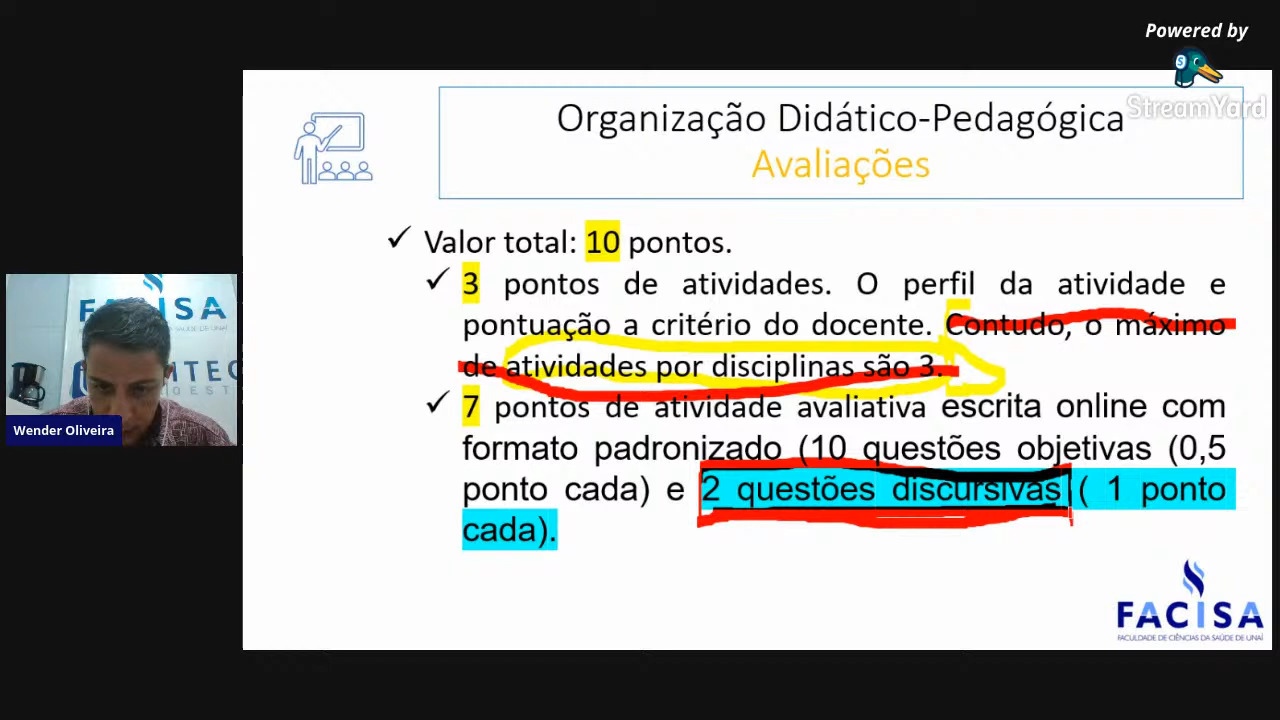 Powered by
StreamYard
Organização Didático-Pedagógica
Avaliações
Valor total: 10 pontos.
3 pontos de atividades. O perfil da atividade e
pontuação a critério do docente. Contudo, o máximo
de atividades por disciplinas são 3.
7 pontos de atividade avaliativa escrita online com
formato padronizado (10 questões objetivas (0,5
ponto cada) e 2 questões discursivas ( 1 ponto
cada).
FACISA
Wender Oliveira
FACISA
FACULDADE DE CIÊNCIAS DA SAÚDE DE UNAÍ